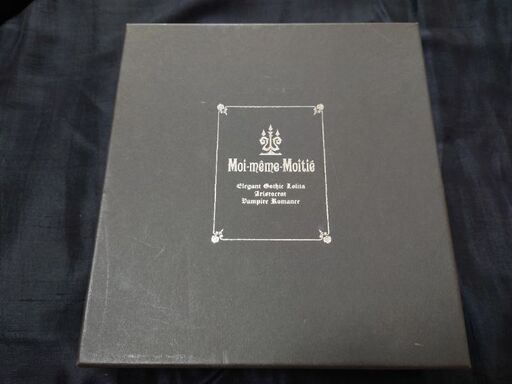 Moi-même-Moitié
Elegant Gothic Lolita
Aristocrat
Vampire Romance